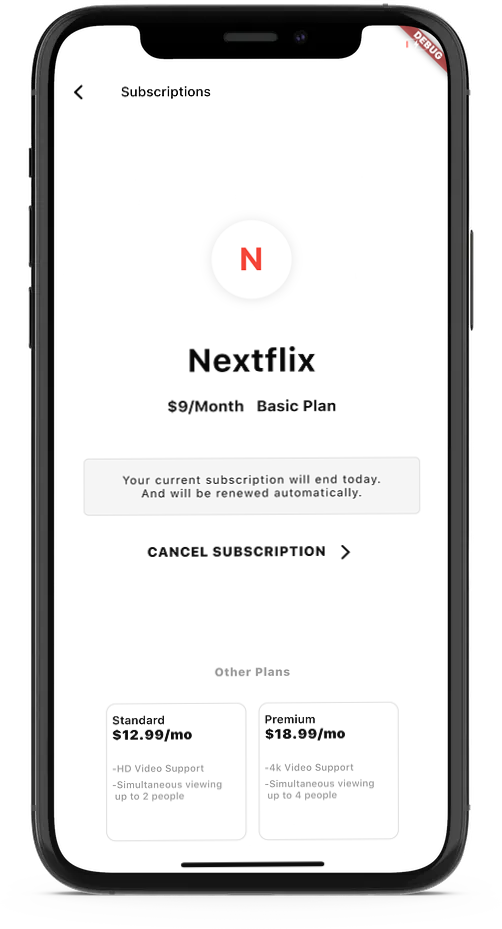 DEBUG
Subscriptions
N
Nextflix
$9/Month Basic Plan
Your current subscription will end today.
And will be renewed automatically.
CANCEL SUBSCRIPTION
Other Plans
Standard
$12.99/mo
-HD Video Support
-Simultaneous viewing
up to 2 people
Premium
$18.99/mo
-4k Video Support
-Simultaneous viewing
up to 4 people